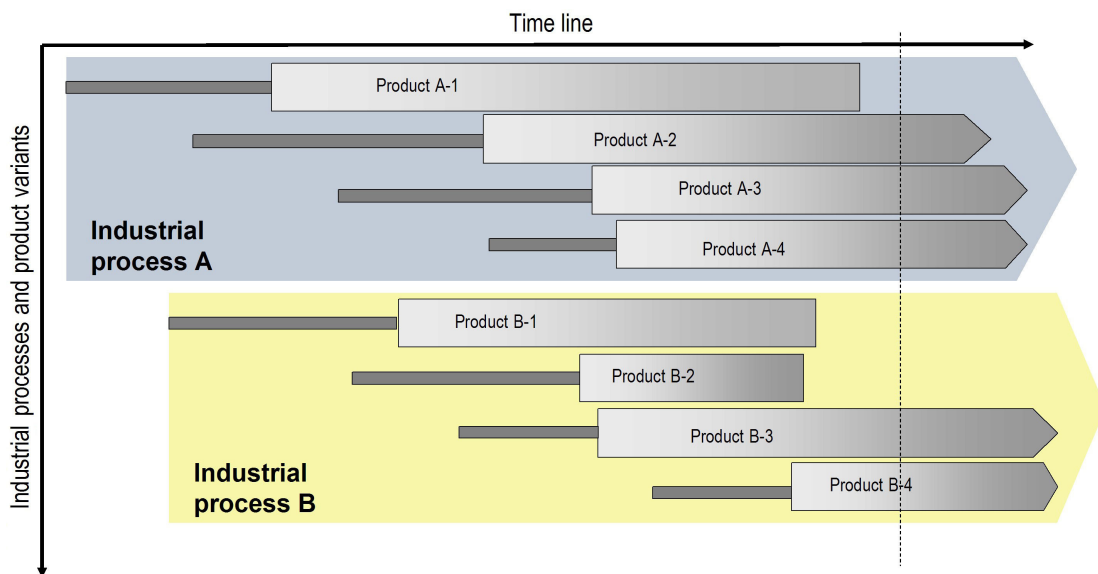 Time line
Industrial processes and product variants
Product A-1
Product A-2
Product A-3
Product A-4
Industrial
process A
Product B-1
Product B-2
Product B-3
Product B-4
Industrial
process B